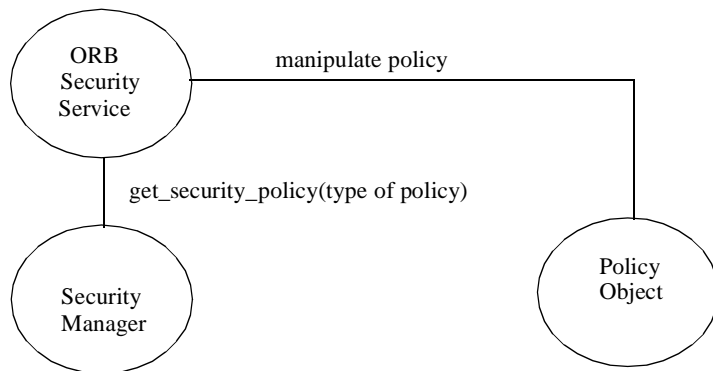 ORB
Security
Service
manipulate policy
get_security_policy(type of policy)
Security
Manager
Policy
Object